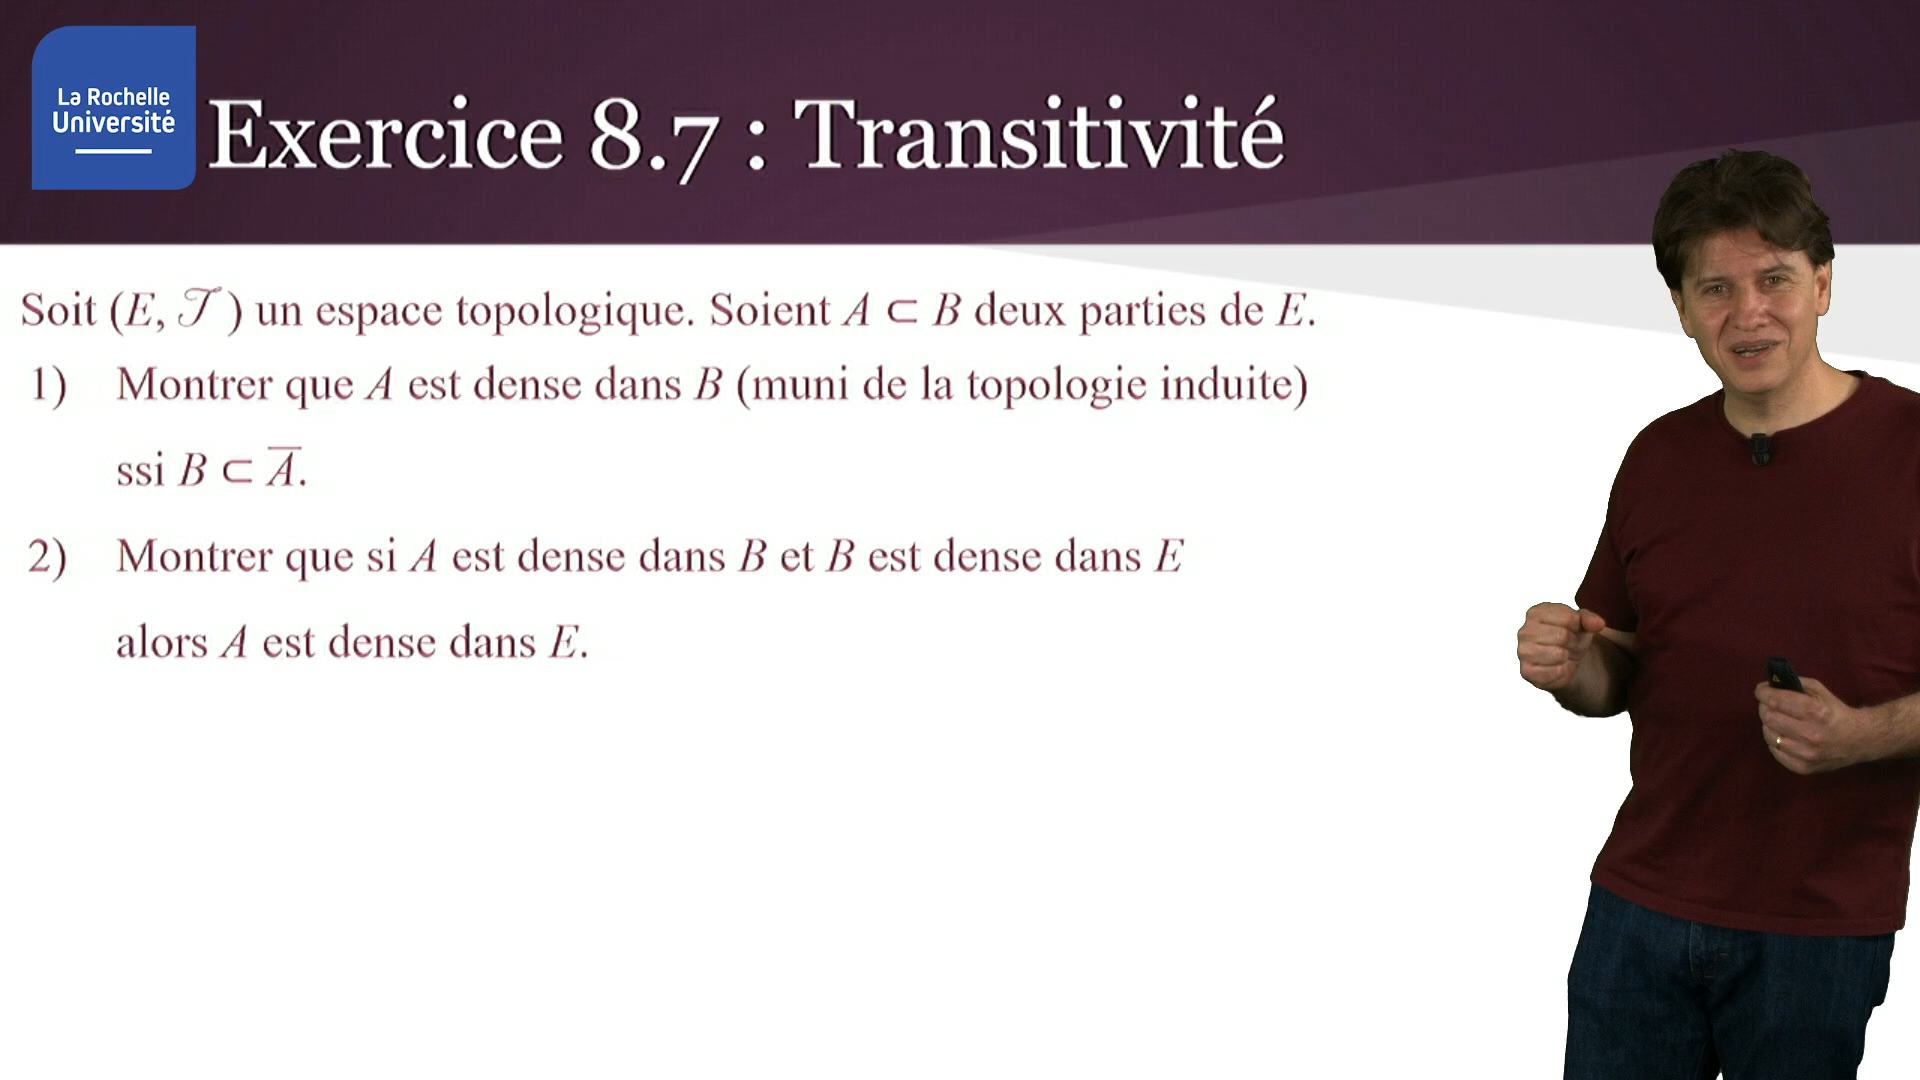 La Rochelle
Université
Exercice 8.7 : Transitivité
Soit (E, 𝒯 ) un espace topologique. Soient A ⊂ B deux parties de E.
1) Montrer que A est dense dans B (muni de la topologie induite)
ssi B ⊂ A̅.
2) Montrer que si A est dense dans B et B est dense dans E
alors A est dense dans E.